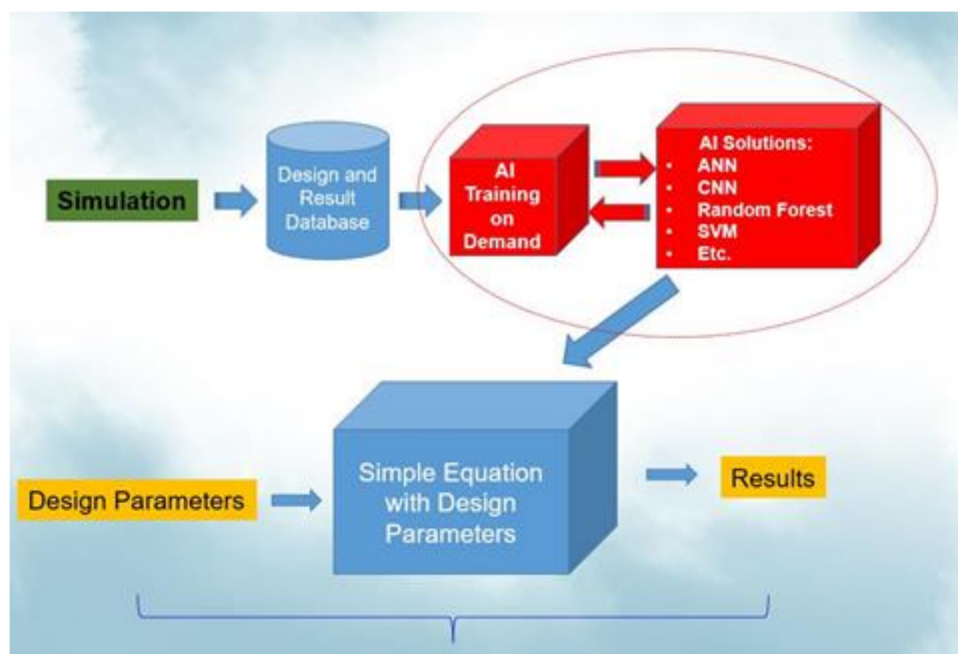 Simulation
Design and
Result
Database
AI
Training
on
Demand
AI Solutions:
• ANN
• CNN
• Random Forest
• SVM
• Etc.
Design Parameters
Simple Equation
with Design
Parameters
Results